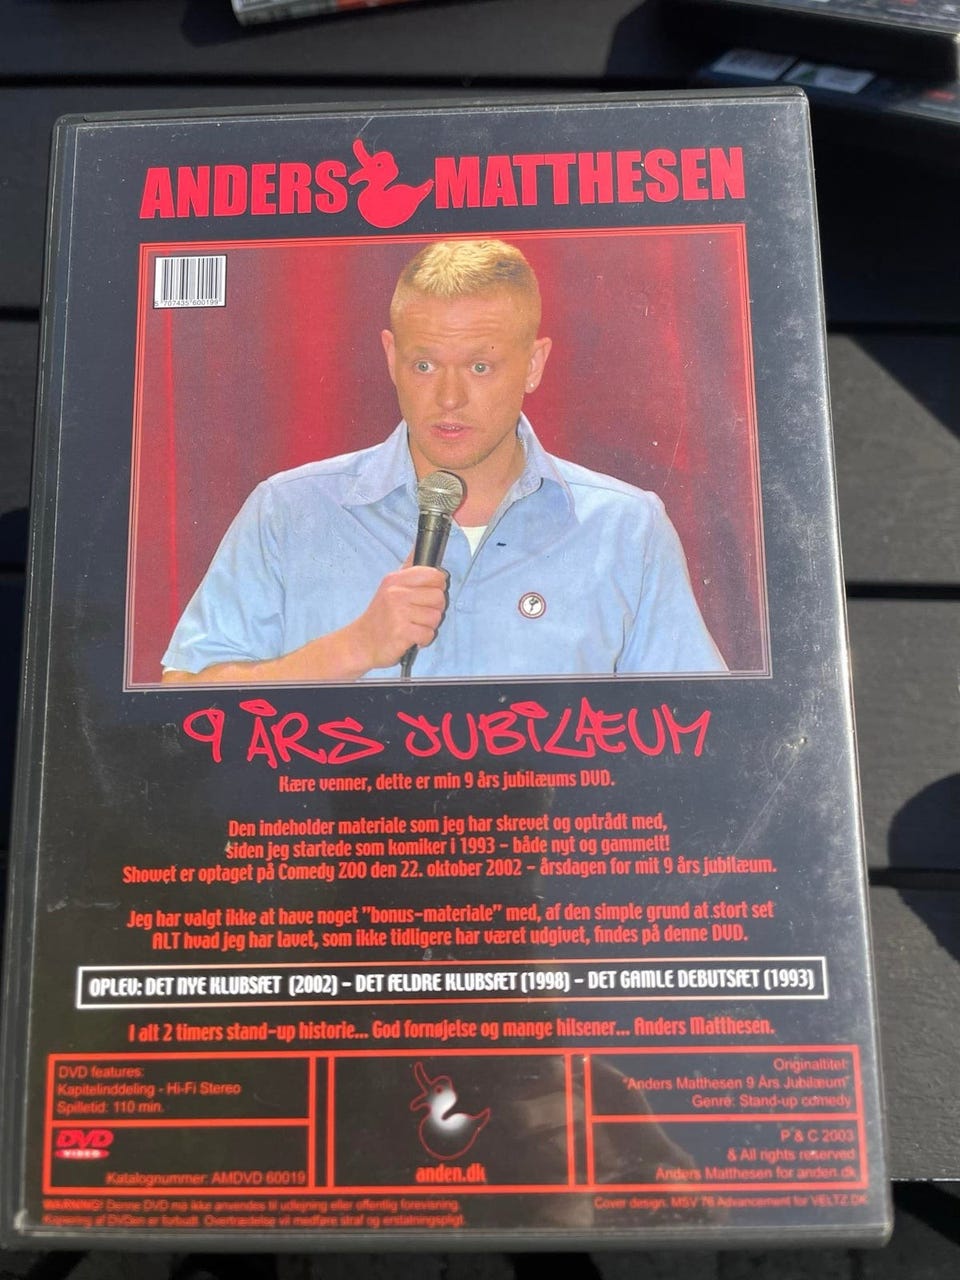 ANDERS MATTHESEN
5 707435 600199
9 ÅRS JUBILÆUM
Kære venner, dette er min 9 års jubilæums DVD.
Den indeholder materiale som jeg har skrevet og optrådt med,
siden jeg startede som komiker i 1993 – både nyt og gammelt!
Showet er optaget på Comedy ZOO den 22. oktober 2002 – årsdagen for mit 9 års jubilæum.
Jeg har valgt ikke at have noget "bonus-materiale" med, af den simple grund at stort set
ALT hvad jeg har lavet, som ikke tidligere har været udgivet, findes på denne DVD.
OPLEV: DET NYE KLUBSÆT (2002) – DET ÆLDRE KLUBSÆT (1998) – DET GAMLE DEBUTSÆT (1993)
I alt 2 timers stand-up historie... God fornøjelse og mange hilsener... Anders Matthesen.
DVD features:
Kapitelinddeling - Hi-Fi Stereo
Spilletid: 110 min.
DVD
VIDEO
Katalognummer: AMDVD 60019
anden.dk
Originaltitel:
"Anders Matthesen 9 Års Jubilæum"
Genre: Stand-up comedy
P & C 2003
& All rights reserved
Anders Matthesen for anden.dk
WARNING! Denne DVD må ikke anvendes til udlejning eller offentlig forevisning.
Kopiering af DVDen er forbudt. Overtrædelse vil medføre straf og erstatningspligt.
Cover design: MSV 78 Advancement for VELTZ.DK